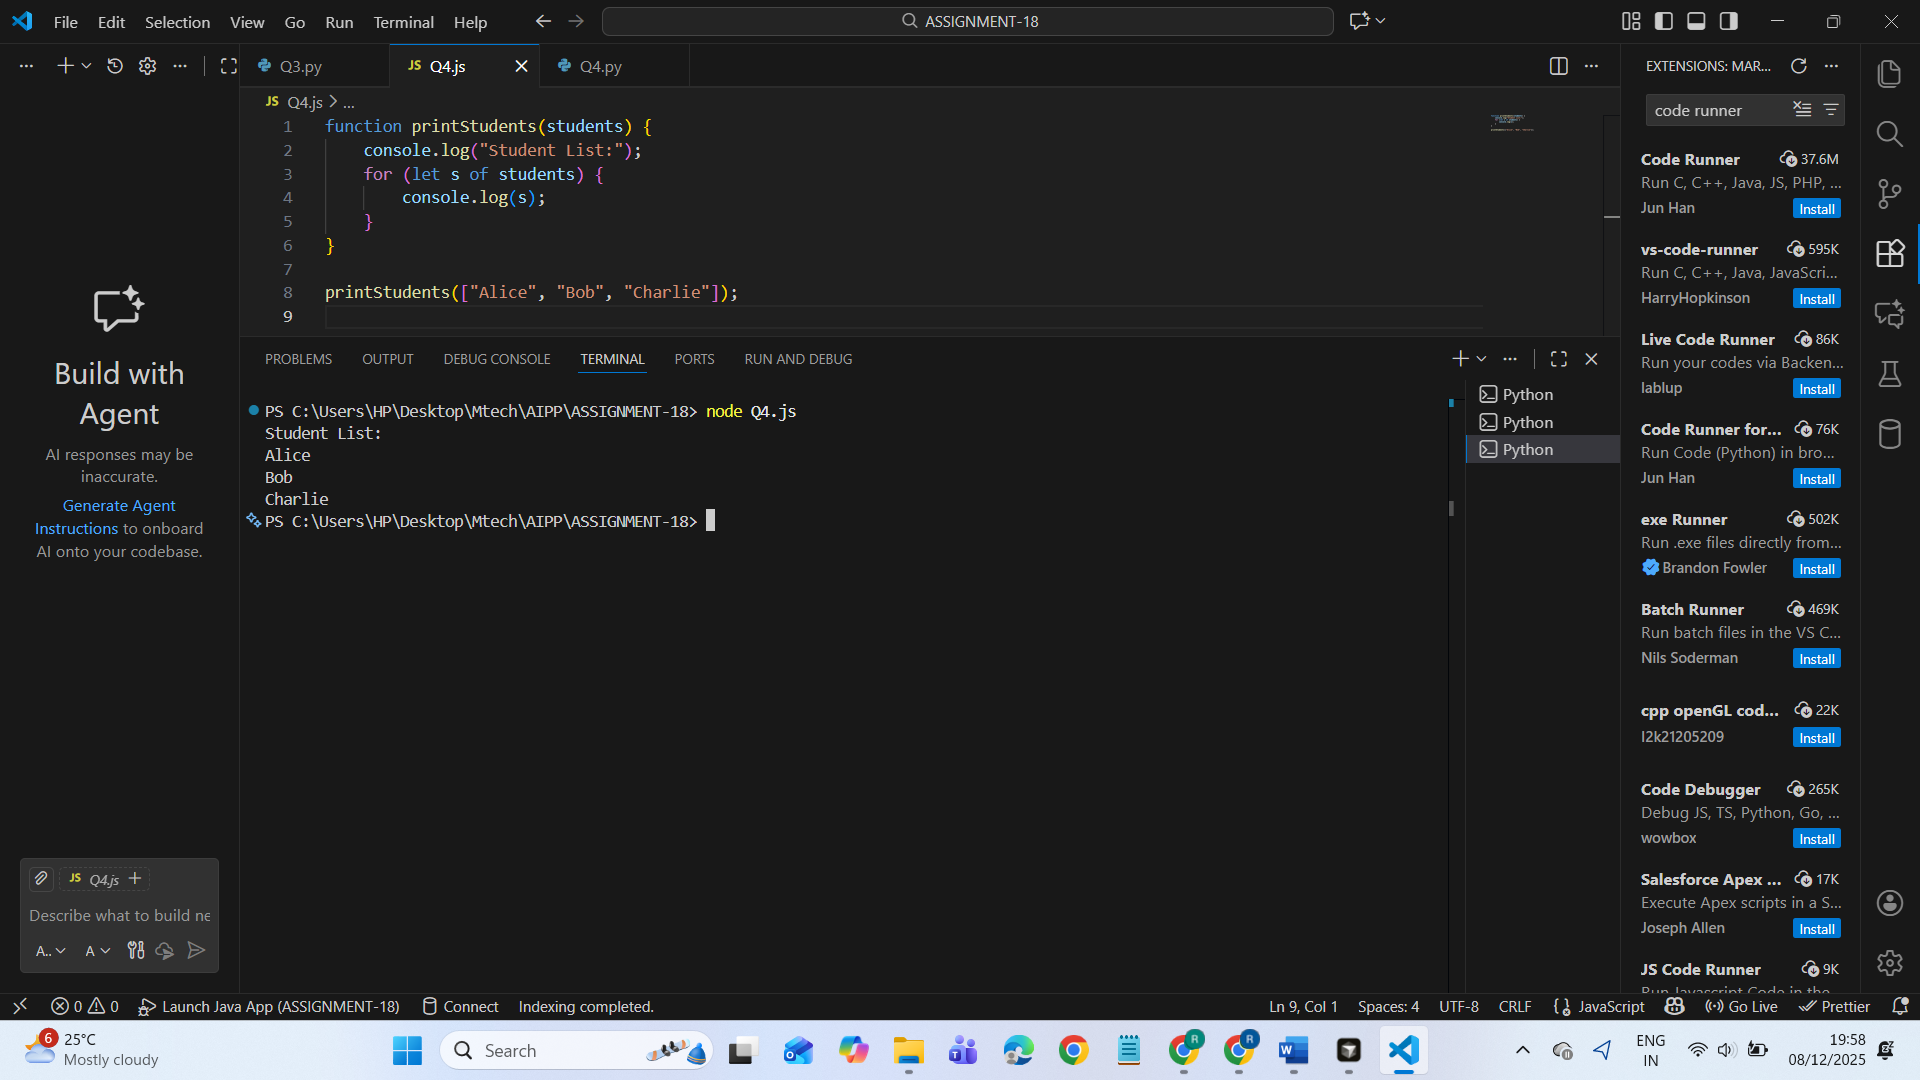 File Edit Selection View Go Run Terminal Help
ASSIGNMENT-18
Q3.py
JS Q4.js
Q4.py
JS Q4.js > ...
1 function printStudents(students) {
2 console.log("Student List:");
3 for (let s of students) {
4 console.log(s);
5 }
6 }
7
8 printStudents(["Alice", "Bob", "Charlie"]);
9
Build with
Agent
AI responses may be
inaccurate.
Generate Agent
Instructions to onboard
AI onto your codebase.
JS Q4.js
Describe what to build ne
A..
A
PROBLEMS OUTPUT DEBUG CONSOLE TERMINAL PORTS RUN AND DEBUG
PS C:\Users\HP\Desktop\Mtech\AIPP\ASSIGNMENT-18> node Q4.js
Student List:
Alice
Bob
Charlie
PS C:\Users\HP\Desktop\Mtech\AIPP\ASSIGNMENT-18>
Python
Python
Python
EXTENSIONS: MAR...
code runner
Code Runner 37.6M
Run C, C++, Java, JS, PHP, ...
Jun Han Install
vs-code-runner 595K
Run C, C++, Java, JavaScri...
HarryHopkinson Install
Live Code Runner 86K
Run your codes via Backen...
lablup Install
Code Runner for... 76K
Run Code (Python) in bro...
Jun Han Install
exe Runner 502K
Run .exe files directly from...
Brandon Fowler Install
Batch Runner 469K
Run batch files in the VS C...
Nils Soderman Install
cpp openGL cod... 22K
l2k21205209 Install
Code Debugger 265K
Debug JS, TS, Python, Go, ...
wowbox Install
Salesforce Apex ... 17K
Execute Apex scripts in a S...
Joseph Allen Install
JS Code Runner 9K
Run Javascript Code in the
0 0 Launch Java App (ASSIGNMENT-18) Connect Indexing completed.
Ln 9, Col 1 Spaces: 4 UTF-8 CRLF JavaScript Go Live Prettier
6
25°C
Mostly cloudy
Search
R
R
ENG
IN
19:58
08/12/2025